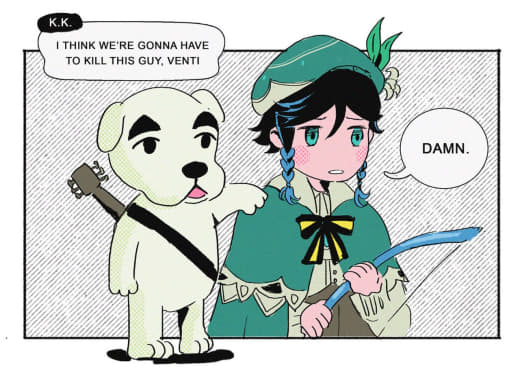 K.K.
I THINK WE'RE GONNA HAVE
TO KILL THIS GUY, VENTI
DAMN.